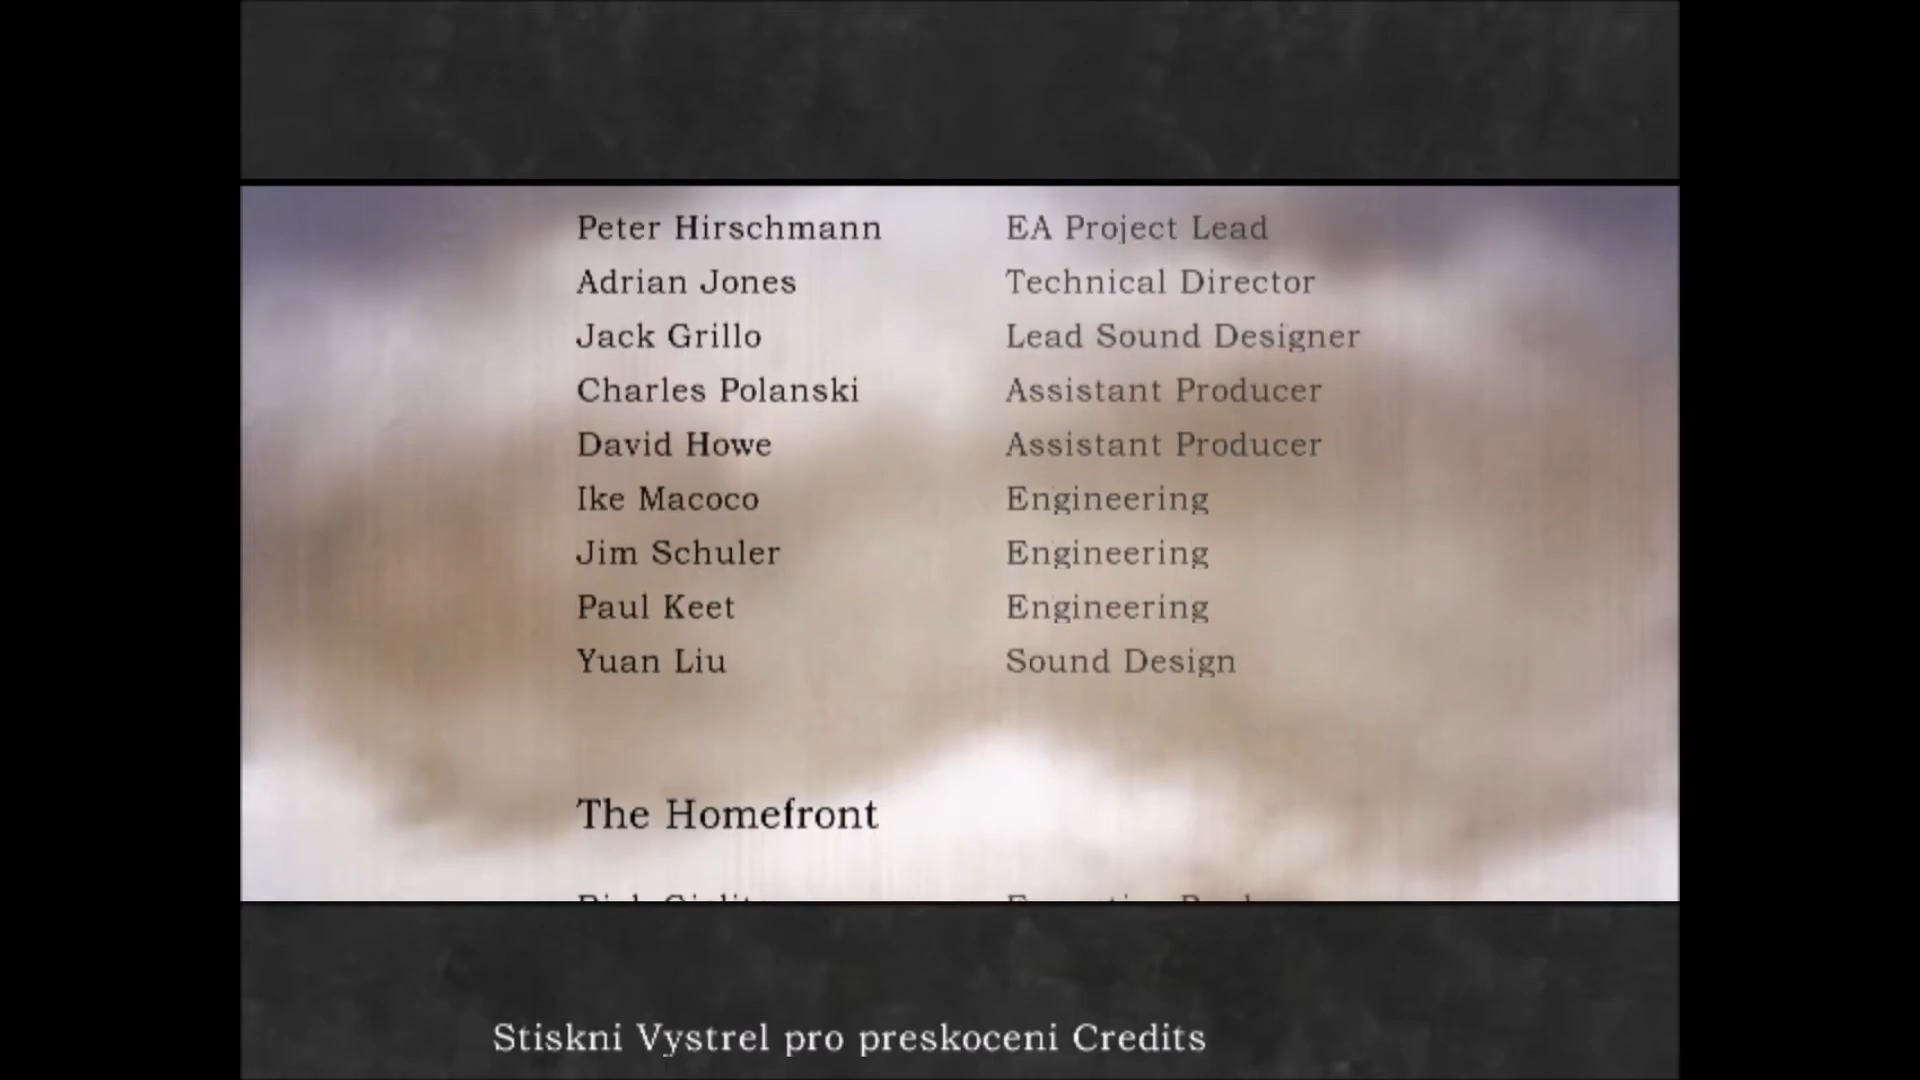 Peter Hirschmann EA Project Lead
Adrian Jones Technical Director
Jack Grillo Lead Sound Designer
Charles Polanski Assistant Producer
David Howe Assistant Producer
Ike Macoco Engineering
Jim Schuler Engineering
Paul Keet Engineering
Yuan Liu Sound Design
The Homefront
Stiskni Vystrel pro preskoceni Credits